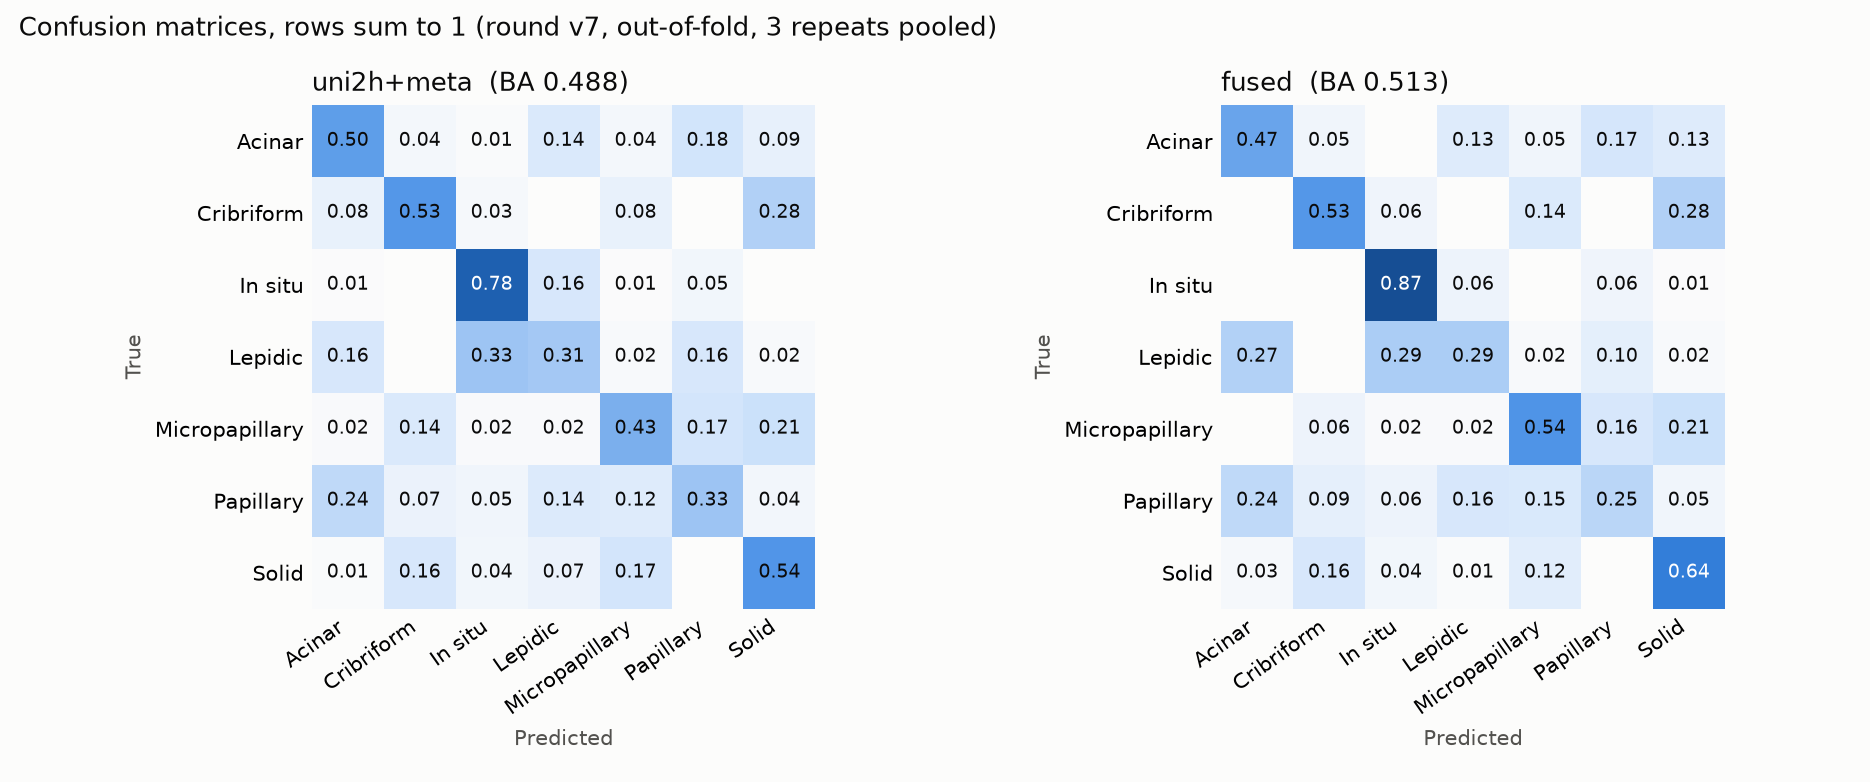 Confusion matrices, rows sum to 1 (round v7, out-of-fold, 3 repeats pooled)
uni2h+meta (BA 0.488)
Acinar 0.50 0.04 0.01 0.14 0.04 0.18 0.09
Cribriform 0.08 0.53 0.03 0.08 0.28
In situ 0.01 0.78 0.16 0.01 0.05
Lepidic 0.16 0.33 0.31 0.02 0.16 0.02
Micropapillary 0.02 0.14 0.02 0.02 0.43 0.17 0.21
Papillary 0.24 0.07 0.05 0.14 0.12 0.33 0.04
Solid 0.01 0.16 0.04 0.07 0.17 0.54
True
Acinar Cribriform In situ Lepidic Micropapillary Papillary Solid
Predicted
fused (BA 0.513)
Acinar 0.47 0.05 0.13 0.05 0.17 0.13
Cribriform 0.53 0.06 0.14 0.28
In situ 0.87 0.06 0.06 0.01
Lepidic 0.27 0.29 0.29 0.02 0.10 0.02
Micropapillary 0.06 0.02 0.02 0.54 0.16 0.21
Papillary 0.24 0.09 0.06 0.16 0.15 0.25 0.05
Solid 0.03 0.16 0.04 0.01 0.12 0.64
True
Acinar Cribriform In situ Lepidic Micropapillary Papillary Solid
Predicted